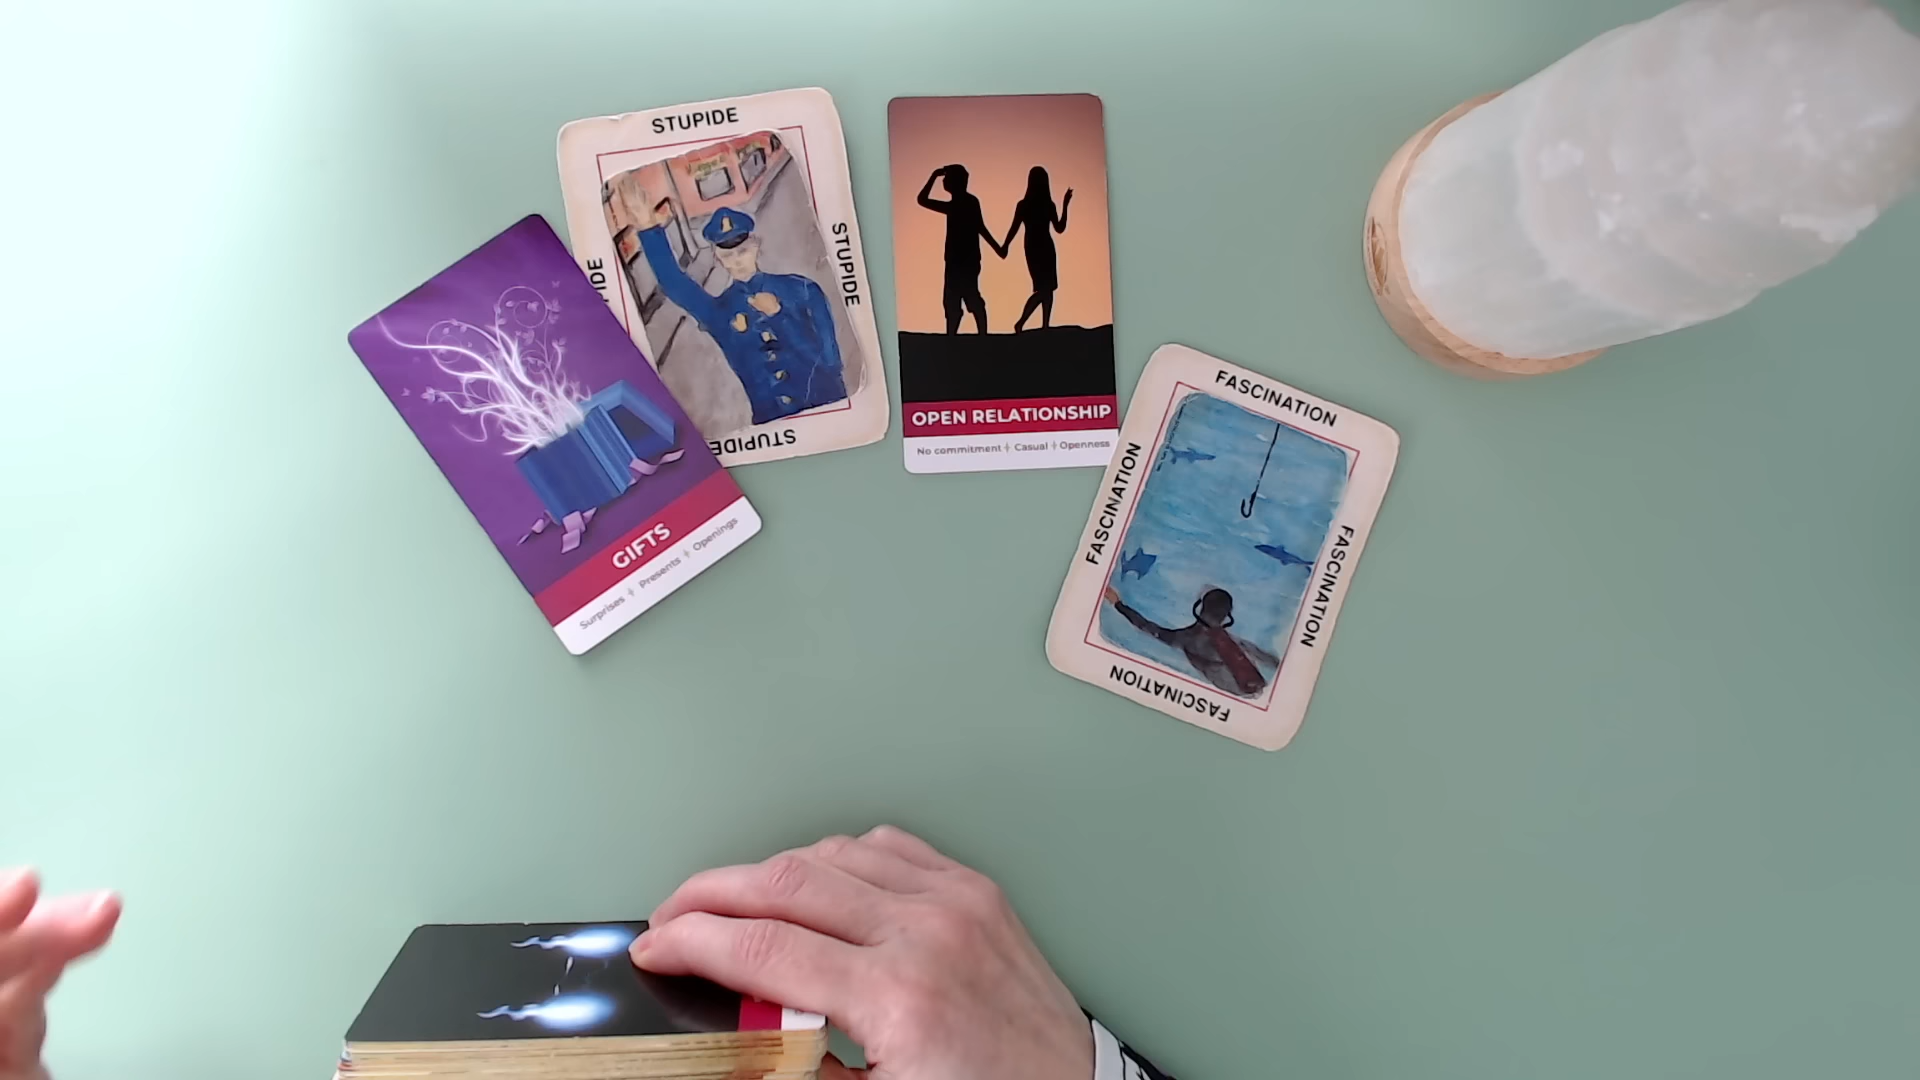 STUPIDE
STUPIDE
STUPIDE
GIFTS
Surprises Presents Openings
OPEN RELATIONSHIP
No commitment Casual Openness
FASCINATION
FASCINATION
FASCINATION
FASCINATION